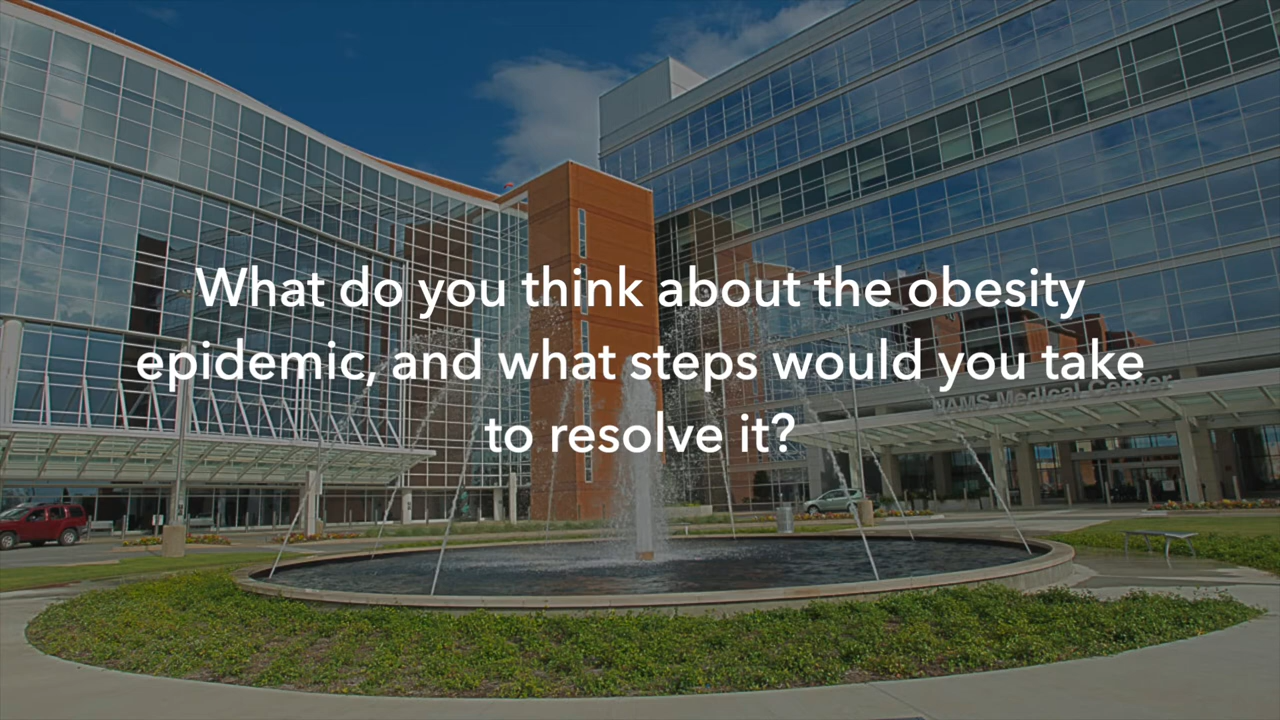 What do you think about the obesity
epidemic, and what steps would you take
to resolve it?
UAMS Medical Center